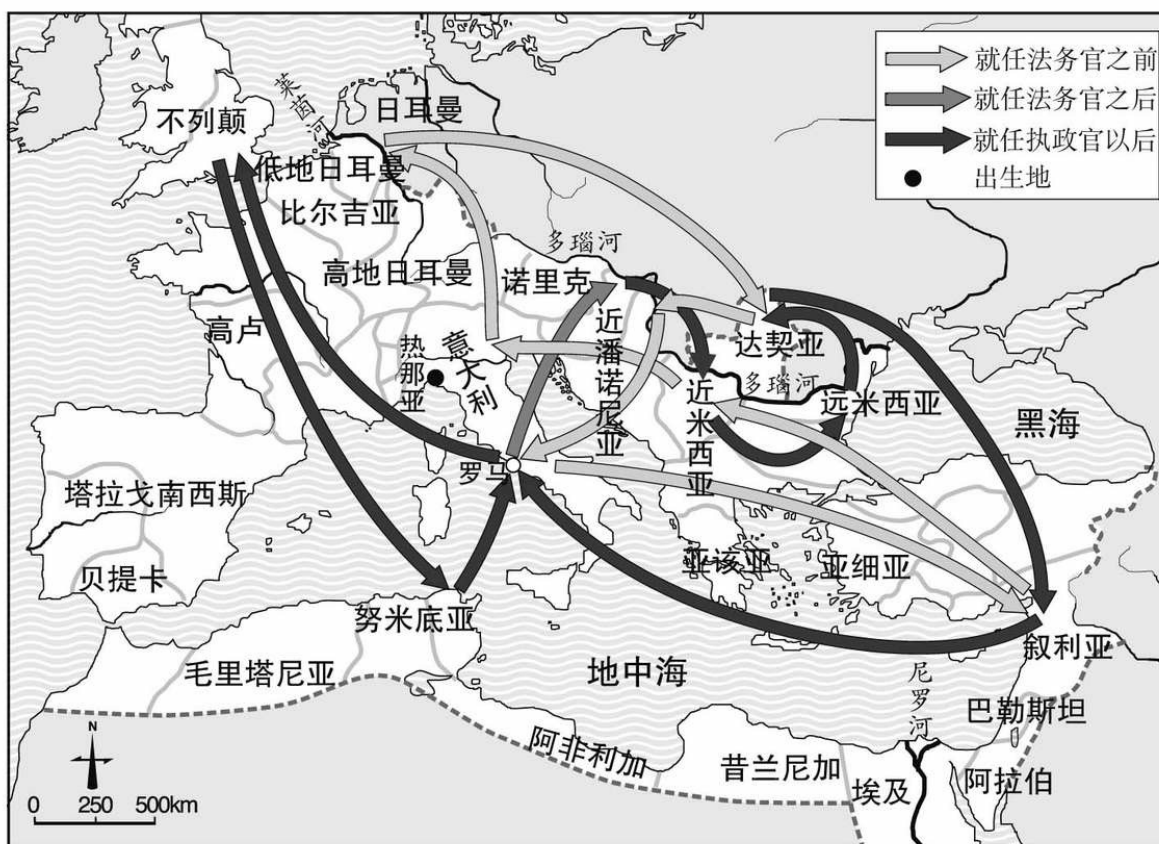 就任法务官之前
就任法务官之后
就任执政官以后
出生地
不列颠
莱茵河
日耳曼
低地日耳曼
比尔吉亚
高地日耳曼
多瑙河
诺里克
高卢
热那亚
意大利
近潘诺尼亚
达契亚
多瑙河
近米西亚
远米西亚
黑海
罗马
塔拉戈南西斯
贝提卡
亚该亚
亚细亚
努米底亚
叙利亚
毛里塔尼亚
地中海
尼罗河
巴勒斯坦
阿非利加
昔兰尼加
埃及
阿拉伯
N
0 250 500km